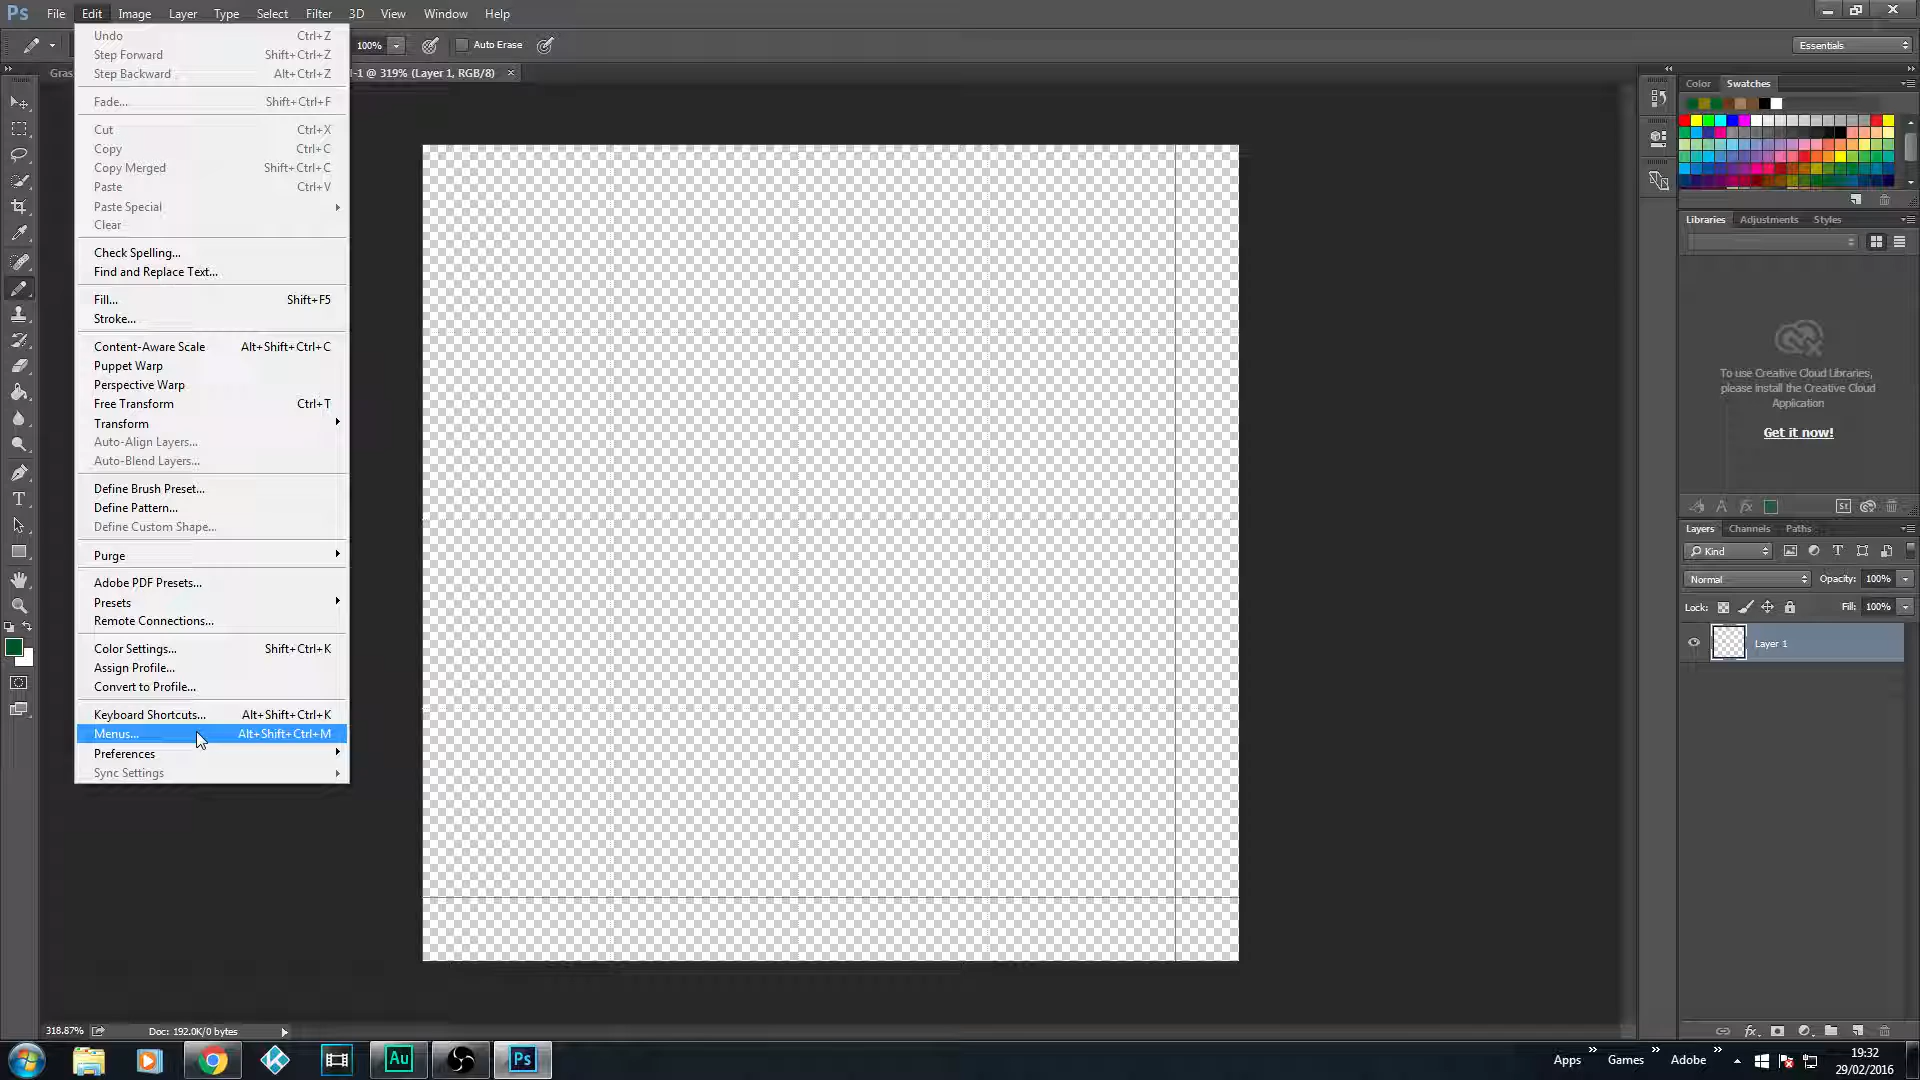 Ps File Edit Image Layer Type Select Filter 3D View Window Help
100% Auto Erase Essentials
Gras -1 @ 319% (Layer 1, RGB/8) ×
Undo Ctrl+Z
Step Forward Shift+Ctrl+Z
Step Backward Alt+Ctrl+Z
Fade... Shift+Ctrl+F
Cut Ctrl+X
Copy Ctrl+C
Copy Merged Shift+Ctrl+C
Paste Ctrl+V
Paste Special
Clear
Check Spelling...
Find and Replace Text...
Fill... Shift+F5
Stroke...
Content-Aware Scale Alt+Shift+Ctrl+C
Puppet Warp
Perspective Warp
Free Transform Ctrl+T
Transform
Auto-Align Layers...
Auto-Blend Layers...
Define Brush Preset...
Define Pattern...
Define Custom Shape...
Purge
Adobe PDF Presets...
Presets
Remote Connections...
Color Settings... Shift+Ctrl+K
Assign Profile...
Convert to Profile...
Keyboard Shortcuts... Alt+Shift+Ctrl+K
Menus... Alt+Shift+Ctrl+M
Preferences
Sync Settings
Color Swatches
Libraries Adjustments Styles
To use Creative Cloud Libraries,
please install the Creative Cloud
Application
Get it now!
A fx St
Layers Channels Paths
Kind T
Normal Opacity: 100%
Lock: Fill: 100%
Layer 1
fx
318.87% Doc: 192.0K/0 bytes
Au Ps Apps Games Adobe
19:32
29/02/2016